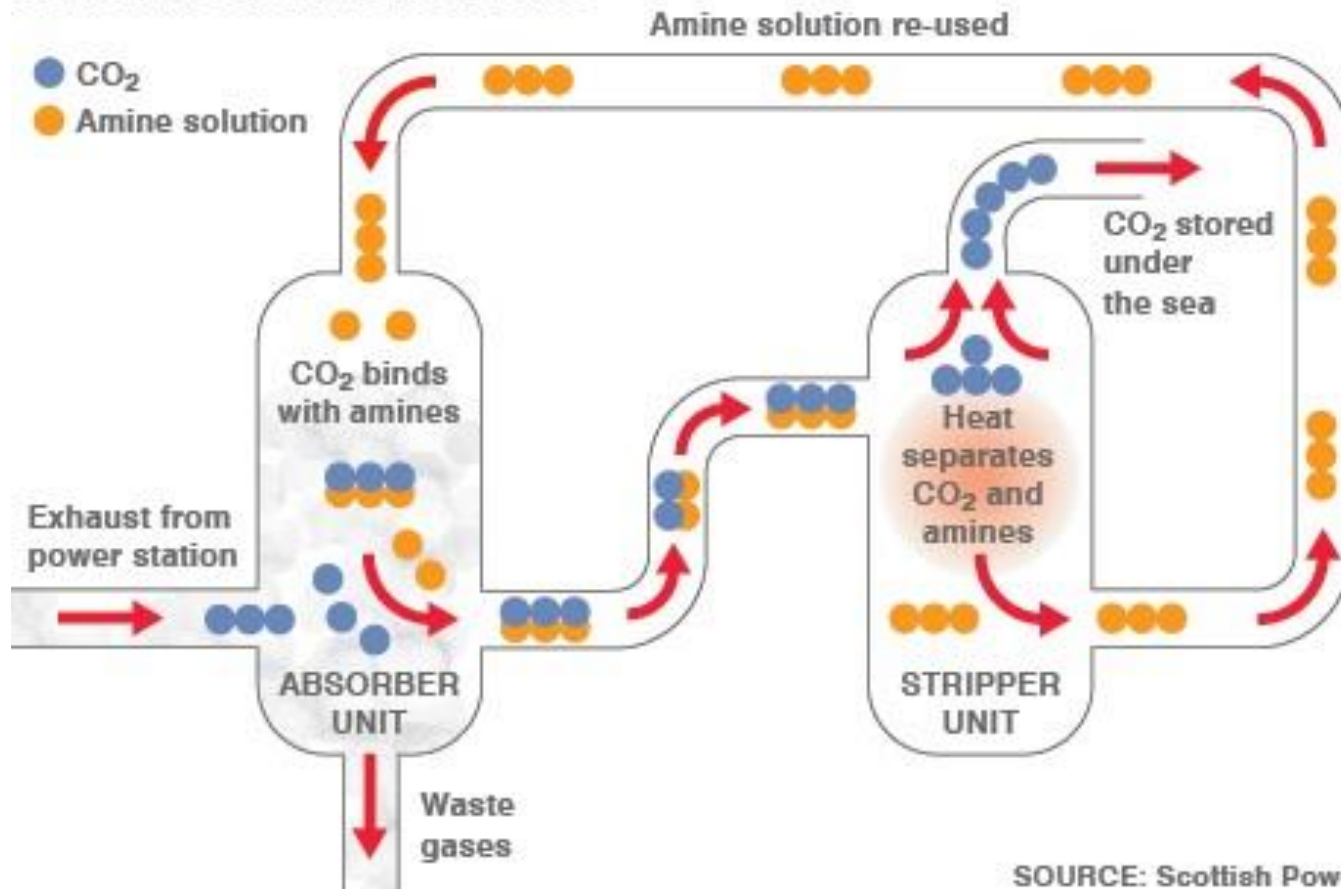 Amine solution re-used
CO₂
Amine solution
CO₂ stored
under
the sea
CO₂ binds
with amines
Heat
separates
CO₂ and
amines
Exhaust from
power station
ABSORBER
UNIT
STRIPPER
UNIT
Waste
gases
SOURCE: Scottish Pow